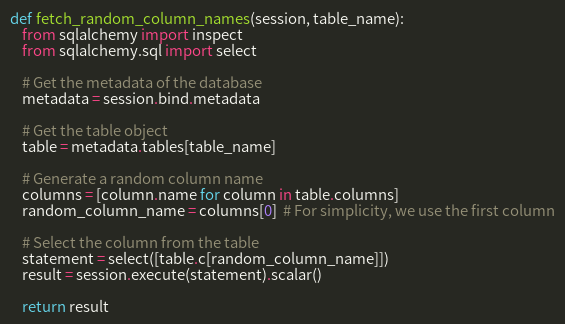 def fetch_random_column_names(session, table_name):
    from sqlalchemy import inspect
    from sqlalchemy.sql import select

    # Get the metadata of the database
    metadata = session.bind.metadata

    # Get the table object
    table = metadata.tables[table_name]

    # Generate a random column name
    columns = [column.name for column in table.columns]
    random_column_name = columns[0]  # For simplicity, we use the first column

    # Select the column from the table
    statement = select([table.c[random_column_name]])
    result = session.execute(statement).scalar()

    return result